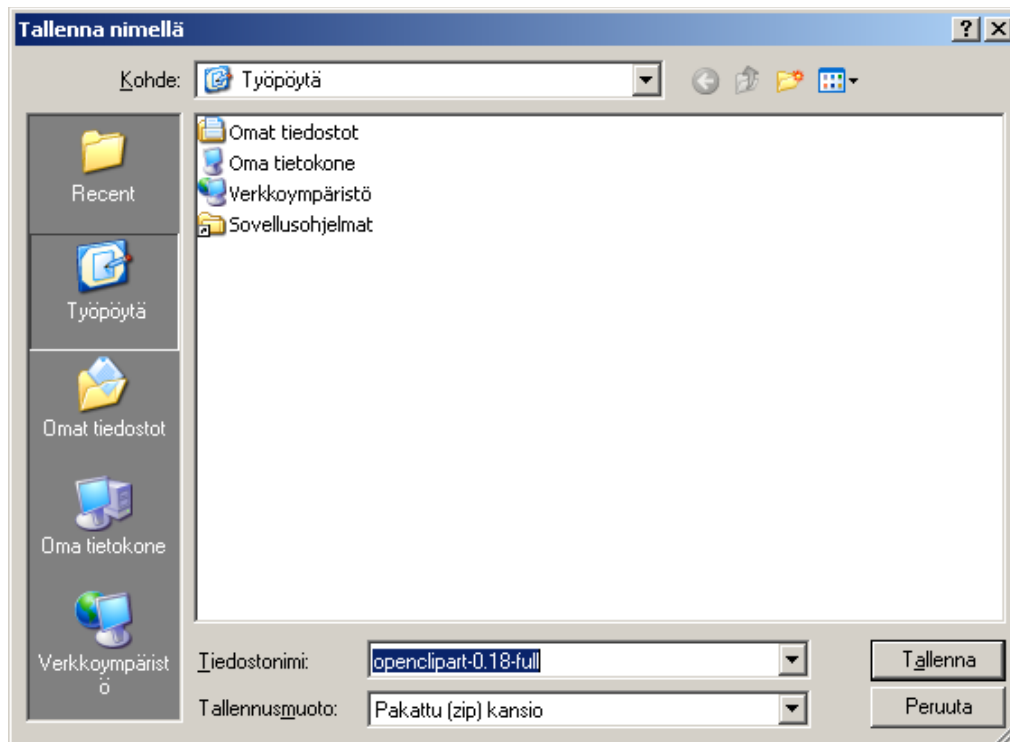 Tallenna nimellä
Kohde: Työpöytä
Recent
Työpöytä
Omat tiedostot
Oma tietokone
Verkkoympärist
ö
Omat tiedostot
Oma tietokone
Verkkoympäristö
Sovellusohjelmat
Tiedostonimi: openclipart-0.18-full Tallenna
Tallennusmuoto: Pakattu (zip) kansio Peruuta